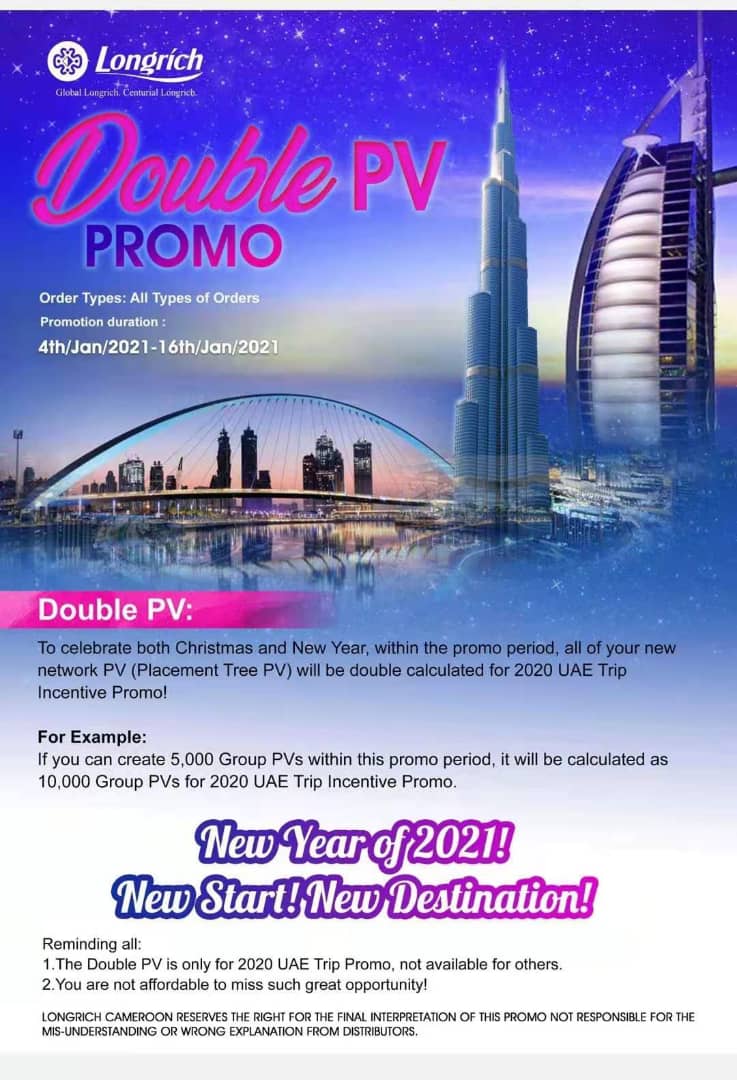 Longrich
Global Longrich. Centurial Longrich.
Double PV
PROMO
Order Types: All Types of Orders
Promotion duration :
4th/Jan/2021-16th/Jan/2021
Double PV:
To celebrate both Christmas and New Year, within the promo period, all of your new
network PV (Placement Tree PV) will be double calculated for 2020 UAE Trip
Incentive Promo!
For Example:
If you can create 5,000 Group PVs within this promo period, it will be calculated as
10,000 Group PVs for 2020 UAE Trip Incentive Promo.
New Year of 2021!
New Start! New Destination!
Reminding all:
1.The Double PV is only for 2020 UAE Trip Promo, not available for others.
2.You are not affordable to miss such great opportunity!
LONGRICH CAMEROON RESERVES THE RIGHT FOR THE FINAL INTERPRETATION OF THIS PROMO NOT RESPONSIBLE FOR THE
MIS-UNDERSTANDING OR WRONG EXPLANATION FROM DISTRIBUTORS.